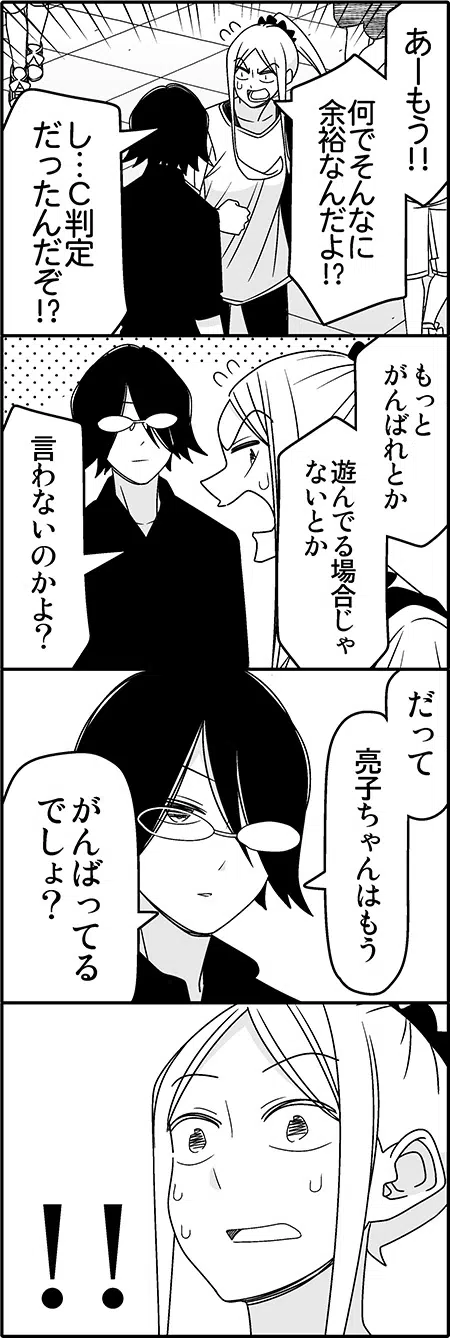 あーもう!!
何でそんなに
余裕なんだよ!?
し…C判定
だったんだぞ!?
もっと
がんばれとか
遊んでる場合じゃ
ないとか
言わないのかよ?
だって
亮子ちゃんはもう
がんばってる
でしょ?
!!